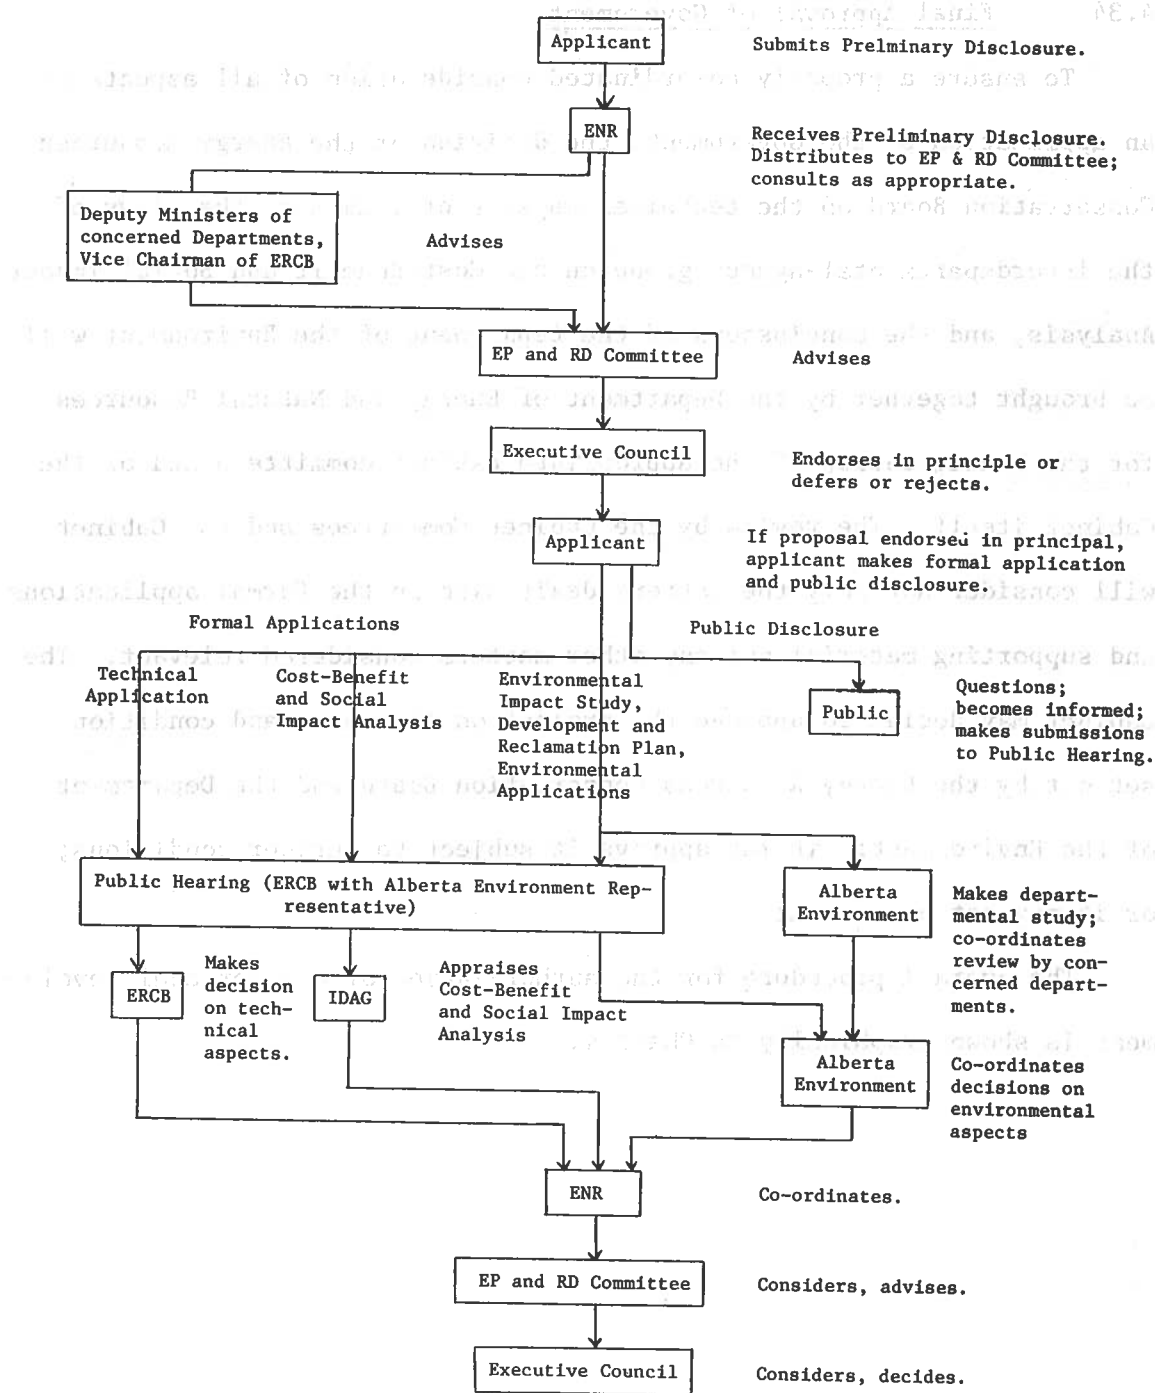 Applicant
Submits Prelminary Disclosure.
ENR
Receives Preliminary Disclosure.
Distributes to EP & RD Committee;
consults as appropriate.
Deputy Ministers of
concerned Departments,
Vice Chairman of ERCB
Advises
EP and RD Committee
Advises
Executive Council
Endorses in principle or
defers or rejects.
Applicant
If proposal endorsed in principal,
applicant makes formal application
and public disclosure.
Formal Applications
Public Disclosure
Technical
Application
Cost-Benefit
and Social
Impact Analysis
Environmental
Impact Study,
Development and
Reclamation Plan,
Environmental
Applications
Public
Questions;
becomes informed;
makes submissions
to Public Hearing.
Public Hearing (ERCB with Alberta Environment Rep-
resentative)
Alberta
Environment
Makes depart-
mental study;
co-ordinates
review by con-
cerned depart-
ments.
ERCB
Makes
decision
on tech-
nical
aspects.
IDAG
Appraises
Cost-Benefit
and Social Impact
Analysis
Alberta
Environment
Co-ordinates
decisions on
environmental
aspects
ENR
Co-ordinates.
EP and RD Committee
Considers, advises.
Executive Council
Considers, decides.